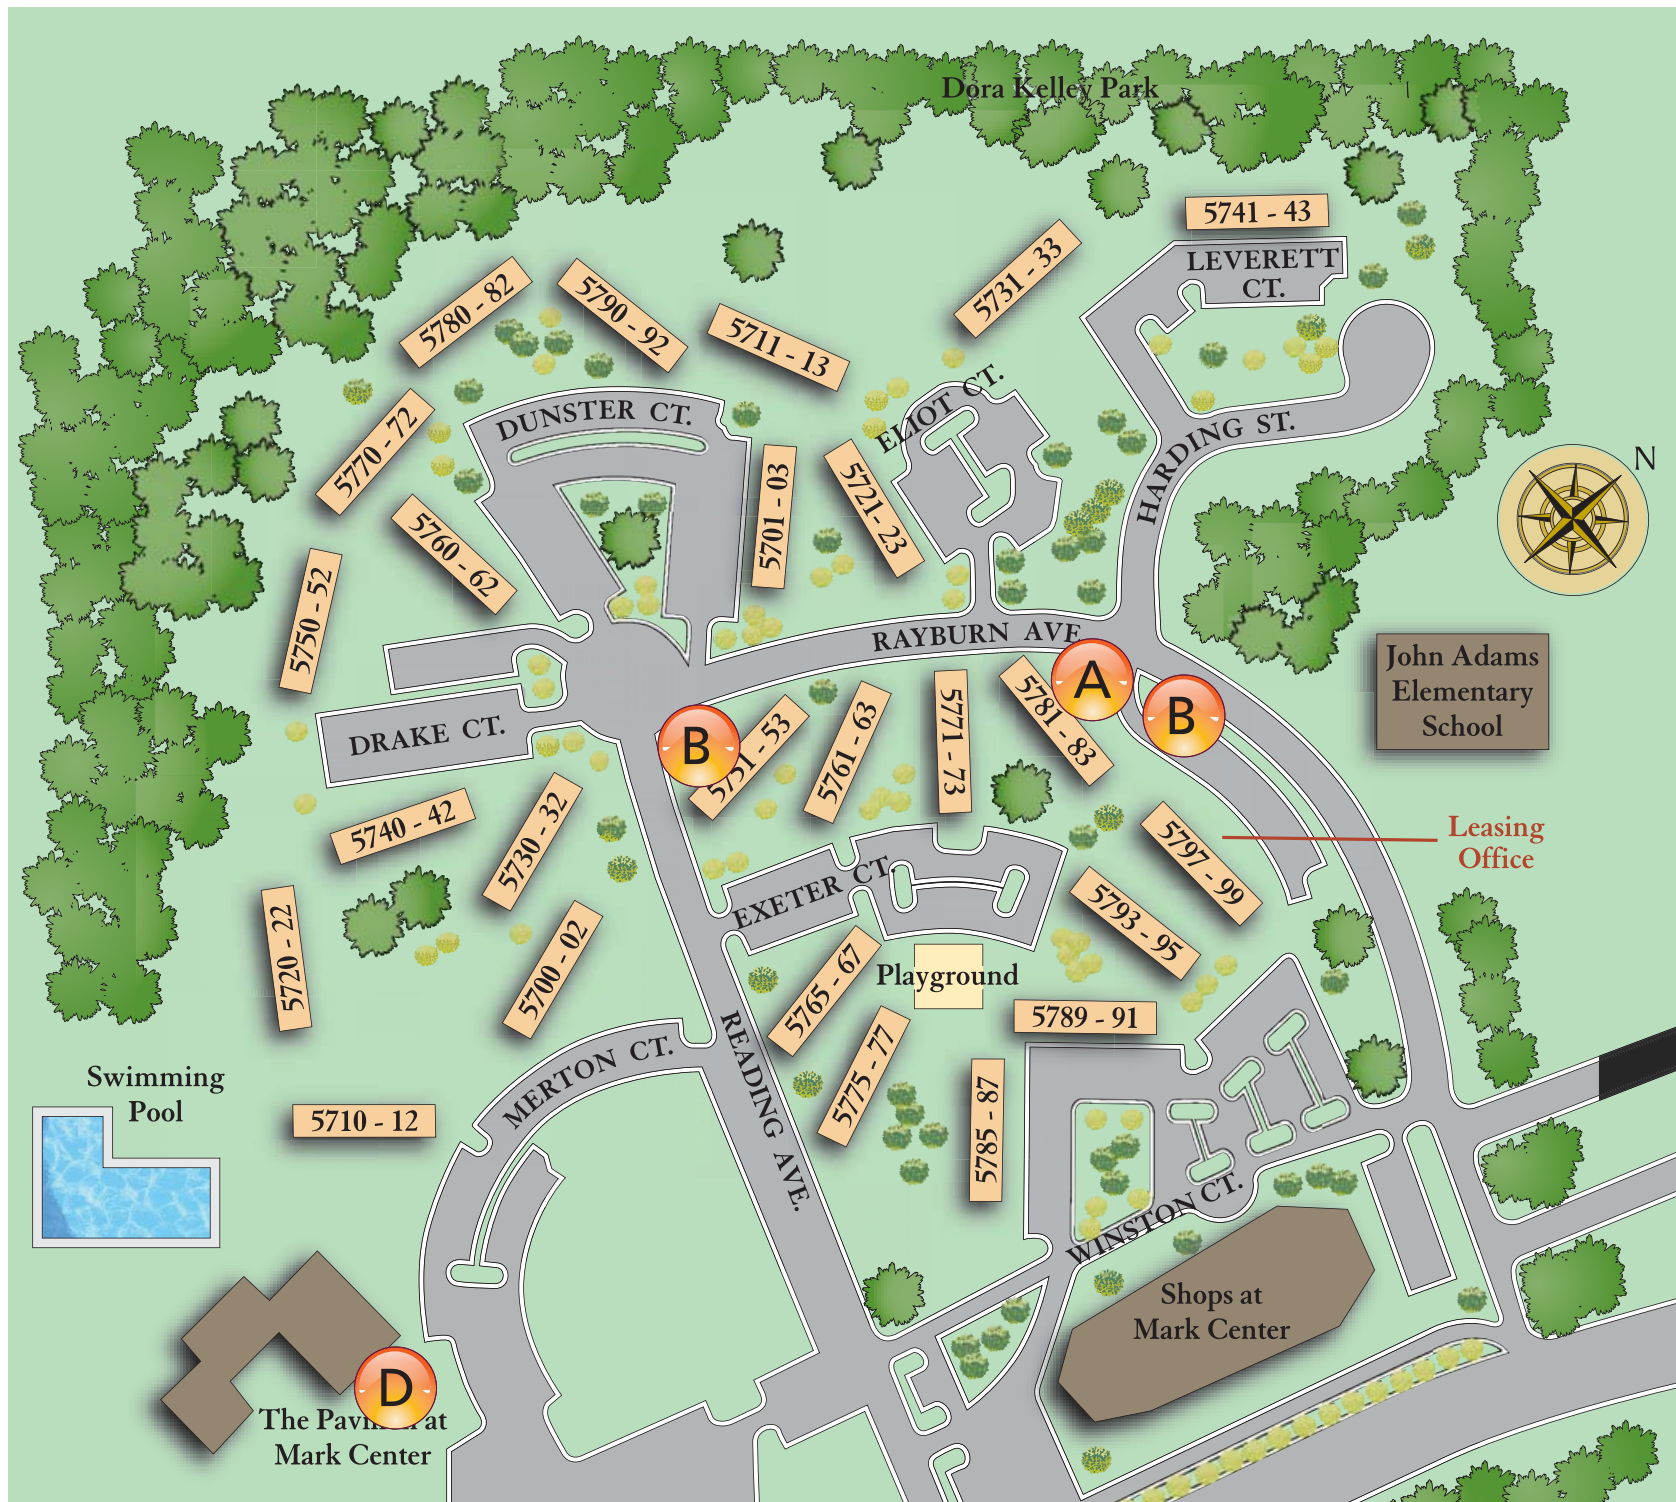 Dora Kelley Park
5741 - 43
LEVERETT
CT.
5731 - 33
5780 - 82
5790 - 92
5711 - 13
ELIOT CT.
DUNSTER CT.
HARDING ST.
5770 - 72
5701 - 03
5721 - 23
N
5760 - 62
5750 - 52
RAYBURN AVE
John Adams
Elementary
School
A
B
B
5781 - 83
5771 - 73
5761 - 63
51 - 53
DRAKE CT.
5740 - 42
5730 - 32
5797 - 99
Leasing
Office
EXETER CT.
5793 - 95
5720 - 22
5700 - 02
5765 - 67
Playground
5789 - 91
MERTON CT.
READING AVE.
5775 - 77
5785 - 87
Swimming
Pool
5710 - 12
WINSTON CT.
Shops at
Mark Center
D
The at
Mark Center